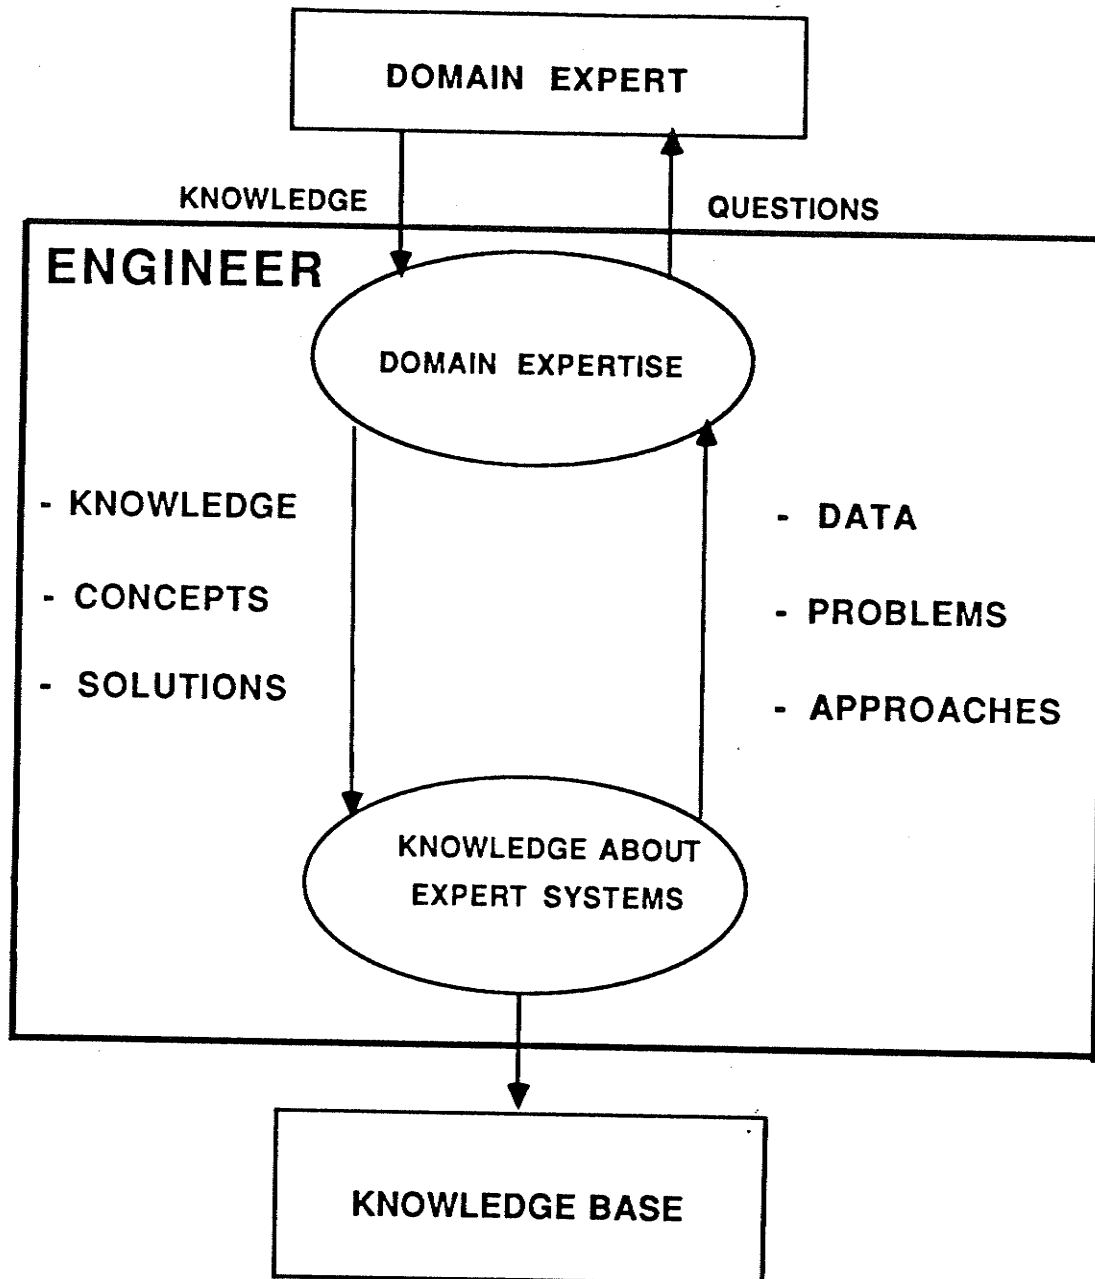 DOMAIN EXPERT
KNOWLEDGE
QUESTIONS
ENGINEER
DOMAIN EXPERTISE
- KNOWLEDGE
- CONCEPTS
- SOLUTIONS
- DATA
- PROBLEMS
- APPROACHES
KNOWLEDGE ABOUT
EXPERT SYSTEMS
KNOWLEDGE BASE